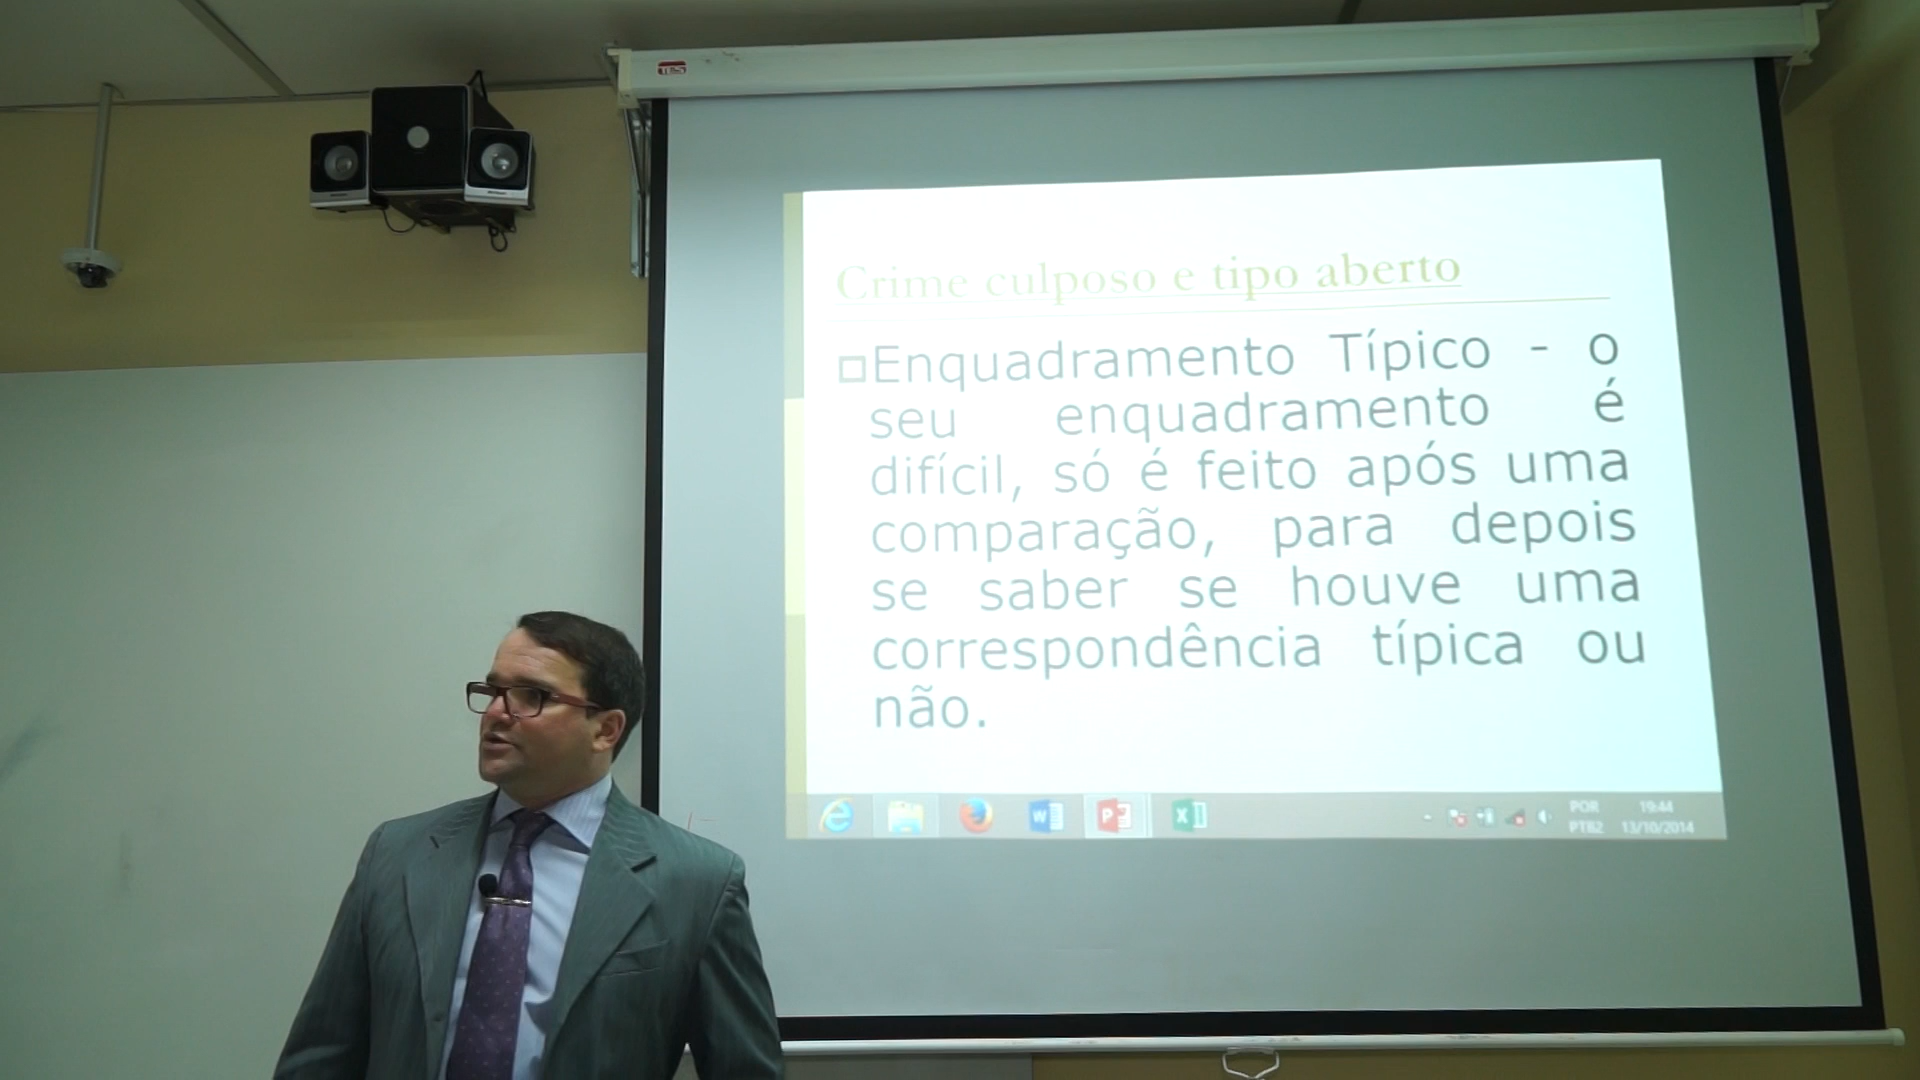 TES
Crime culposo e tipo aberto
Enquadramento Típico - o
seu enquadramento é
difícil, só é feito após uma
comparação, para depois
se saber se houve uma
correspondência típica ou
não.
POR 19:44
PTB2 13/10/2014